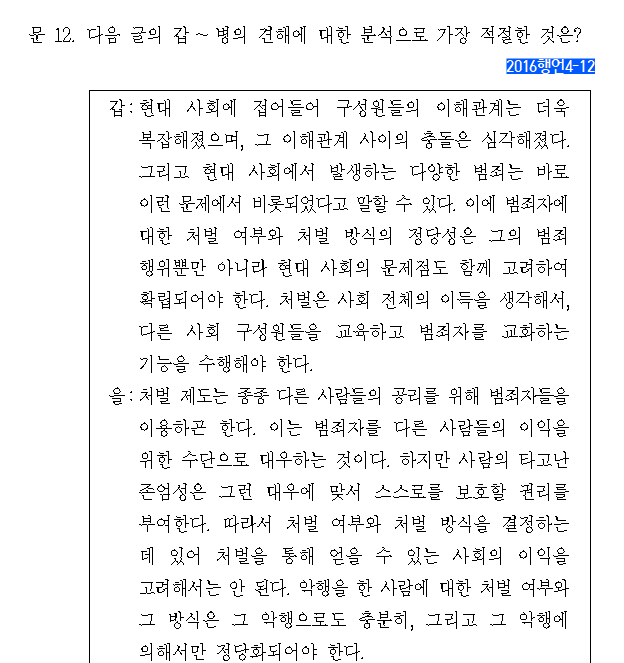 문 12. 다음 글의 갑~병의 견해에 대한 분석으로 가장 적절한 것은?
2016행언4-12
갑: 현대 사회에 접어들어 구성원들의 이해관계는 더욱
복잡해졌으며, 그 이해관계 사이의 충돌은 심각해졌다.
그리고 현대 사회에서 발생하는 다양한 범죄는 바로
이런 문제에서 비롯되었다고 말할 수 있다. 이에 범죄자에
대한 처벌 여부와 처벌 방식의 정당성은 그의 범죄
행위뿐만 아니라 현대 사회의 문제점도 함께 고려하여
확립되어야 한다. 처벌은 사회 전체의 이득을 생각해서,
다른 사회 구성원들을 교육하고 범죄자를 교화하는
기능을 수행해야 한다.
을: 처벌 제도는 종종 다른 사람들의 공리를 위해 범죄자들을
이용하곤 한다. 이는 범죄자를 다른 사람들의 이익을
위한 수단으로 대우하는 것이다. 하지만 사람의 타고난
존엄성은 그런 대우에 맞서 스스로를 보호할 권리를
부여한다. 따라서 처벌 여부와 처벌 방식을 결정하는
데 있어 처벌을 통해 얻을 수 있는 사회의 이익을
고려해서는 안 된다. 악행을 한 사람에 대한 처벌 여부와
그 방식은 그 악행으로도 충분히, 그리고 그 악행에
의해서만 정당화되어야 한다.